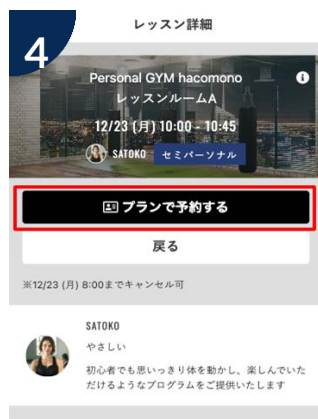 レッスン詳細
4
Personal GYM hacomono
レッスンルームA
12/23 (月) 10:00 - 10:45
SATOKO セミパーソナル
プランで予約する
戻る
※12/23 (月) 8:00までキャンセル可
SATOKO
やさしい
初心者でも思いっきり体を動かし、楽しんでいた
だけるようなプログラムをご提供いたします